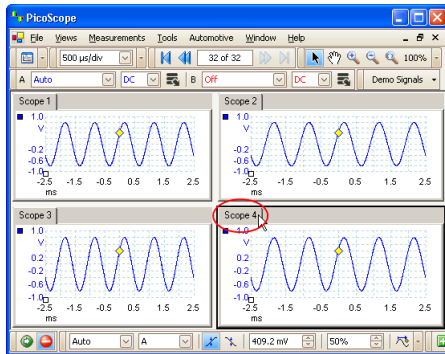 PicoScope
File Views Measurements Tools Automotive Window Help
500 µs/div 32 of 32 100%
A Auto DC B Off DC Demo Signals
Scope 1 Scope 2
1.0 1.0
V V
-0.2 -0.2
-0.6 -0.6
-1.0 -1.0
-2.5 -1.5 -0.5 0.5 1.5 2.5 -2.5 -1.5 -0.5 0.5 1.5 2.5
ms ms
Scope 3 Scope 4
1.0 1.0
V V
0.2 0.2
-0.2 -0.2
-0.6 -0.6
-1.0 -1.0
-2.5 -1.5 -0.5 0.5 1.5 2.5 -2.5 -1.5 -0.5 0.5 1.5 2.5
ms ms
Auto A 409.2 mV 50%